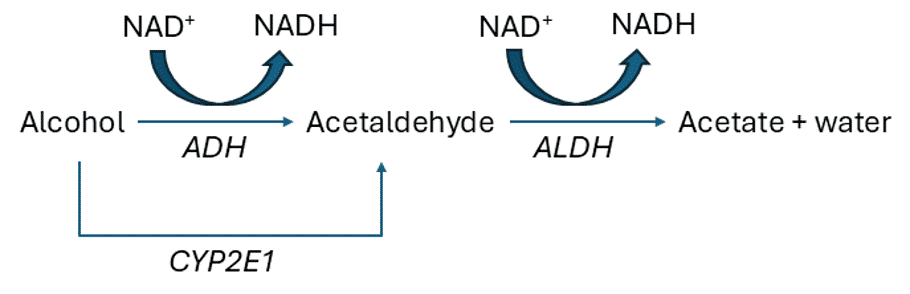 NAD⁺ NADH NAD⁺ NADH
Alcohol Acetaldehyde Acetate + water
ADH ALDH
CYP2E1